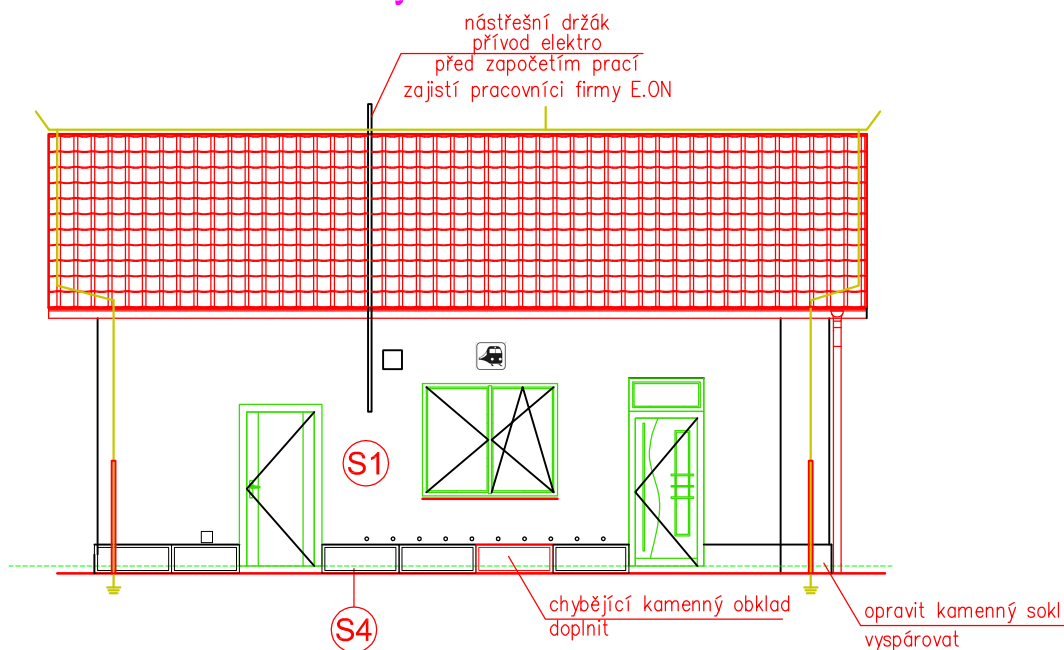 nástřešní držák
přívod elektro
před započetím prací
zajistí pracovníci firmy E.ON
S1
chybějící kamenný obklad
doplnit
opravit kamenný sokl
vyspárovat
S4